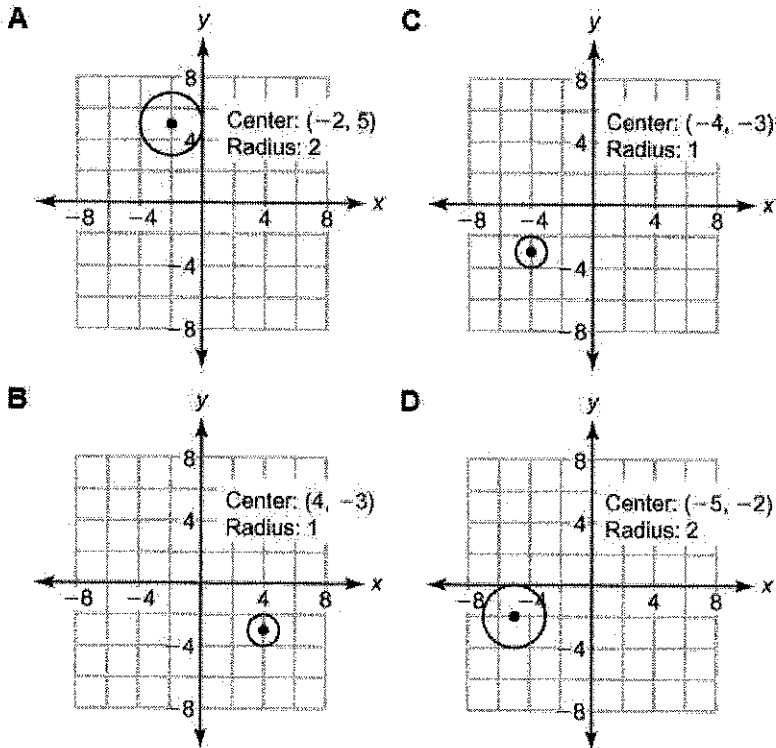 A
y
8
Center: (−2, 5)
4
Radius: 2
−8 −4 4 8 x
−4
−8
C
y
8
Center: (−4, −3)
4
Radius: 1
−8 −4 4 8 x
−4
−8
B
y
8
Center: (4, −3)
4
Radius: 1
−8 −4 4 8 x
−4
−8
D
y
8
Center: (−5, −2)
4
Radius: 2
−8 −4 4 8 x
−4
−8